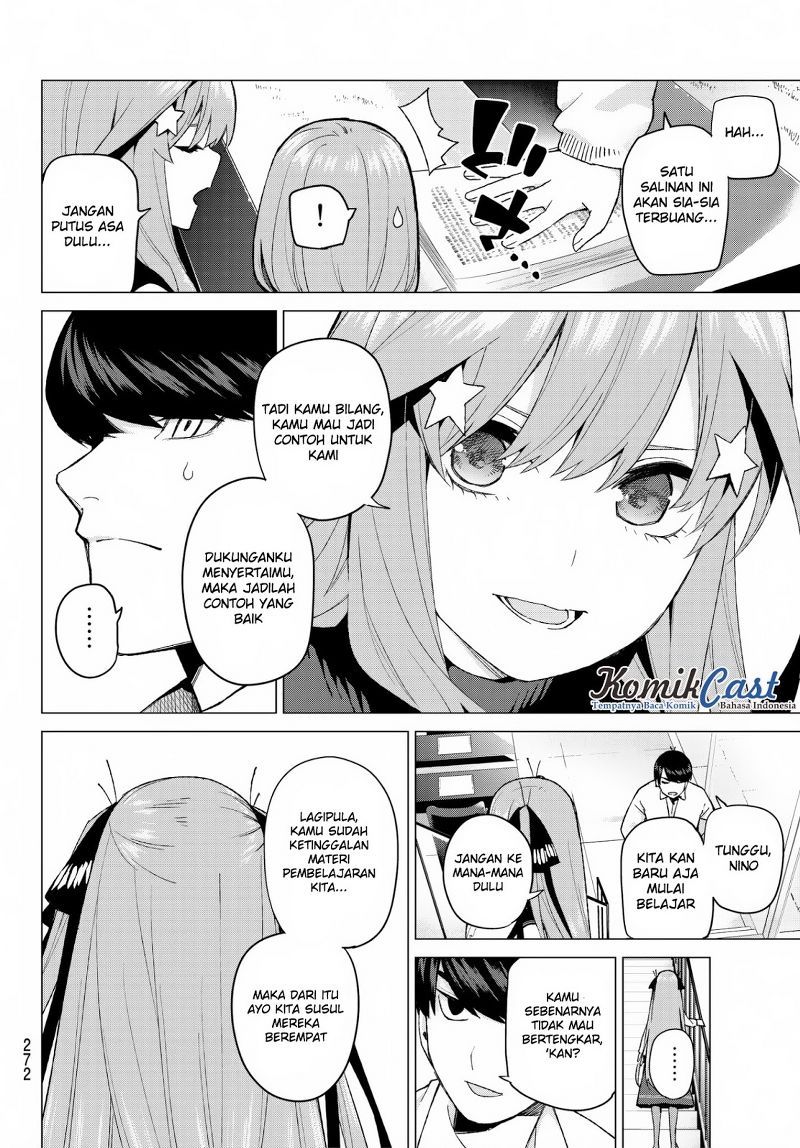 HAH...
SATU
SALINAN INI
AKAN SIA-SIA
TERBUANG...
!
JANGAN
PUTUS ASA
DULU...
TADI KAMU BILANG,
KAMU MAU JADI
CONTOH UNTUK
KAMI
DUKUNGANKU
MENYERTAIMU,
MAKA JADILAH
CONTOH YANG
BAIK
.....
KomikCast
Tempatnya Baca Komik Bahasa Indonesia
TUNGGU,
NINO
KITA KAN
BARU AJA
MULAI
BELAJAR
JANGAN KE
MANA-MANA
DULU
LAGIPULA,
KAMU SUDAH
KETINGGALAN
MATERI
PEMBELAJARAN
KITA...
MAKA DARI ITU
AYO KITA SUSUL
MEREKA
BEREMPAT
.....
KAMU
SEBENARNYA
TIDAK MAU
BERTENGKAR,
'KAN?
272